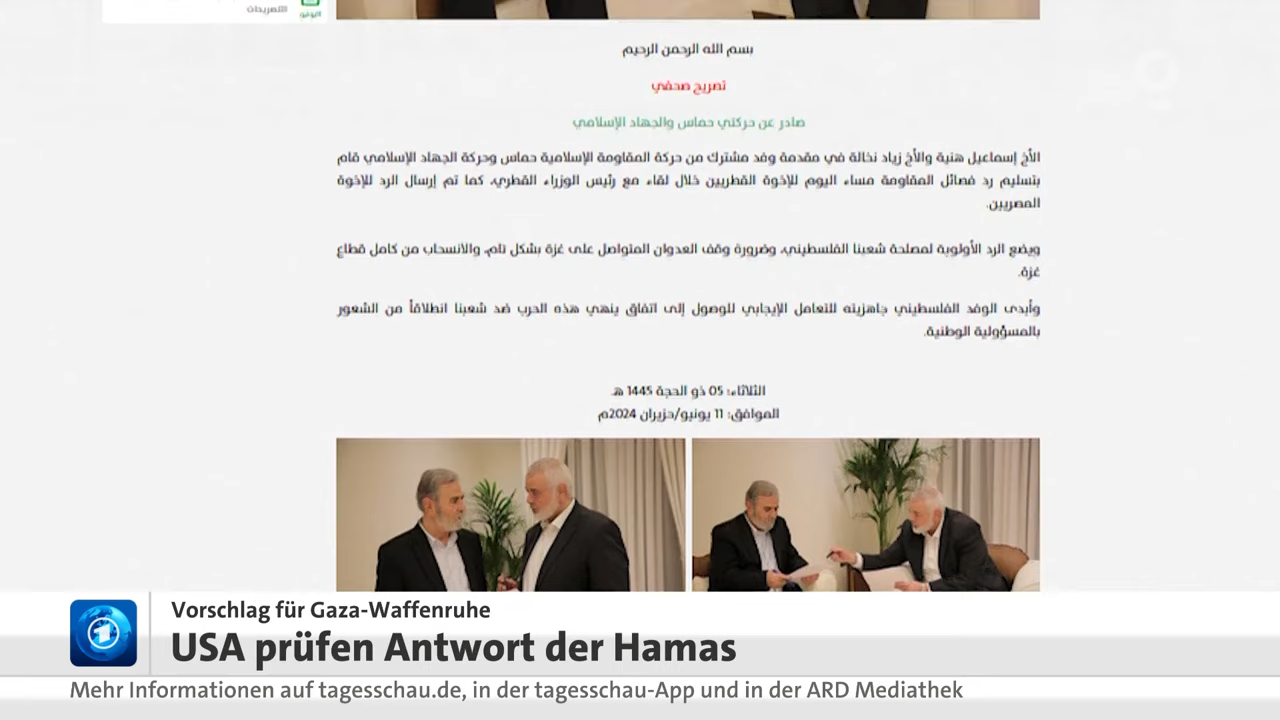 التصريحات
بسم الله الرحمن الرحيم
تصريح صحفي
صادر عن حركتي حماس والجهاد الإسلامي
الأخ إسماعيل هنية والأخ زياد نخالة في مقدمة وفد مشترك من حركة المقاومة الإسلامية حماس وحركة الجهاد الإسلامي قام
بتسليم رد فصائل المقاومة مساء اليوم للإخوة القطريين خلال لقاء مع رئيس الوزراء القطري، كما تم إرسال الرد للإخوة
المصريين.
ويضع الرد الأولوية لمصلحة شعبنا الفلسطيني، وضرورة وقف العدوان المتواصل على غزة بشكل تام، والانسحاب من كامل قطاع
غزة.
وأبدى الوفد الفلسطيني جاهزيته للتعامل الإيجابي للوصول إلى اتفاق ينهي هذه الحرب ضد شعبنا انطلاقاً من الشعور
بالمسؤولية الوطنية.
الثلاثاء: 05 ذو الحجة 1445 هـ
الموافق: 11 يونيو/حزيران 2024م
Vorschlag für Gaza-Waffenruhe
USA prüfen Antwort der Hamas
Mehr Informationen auf tagesschau.de, in der tagesschau-App und in der ARD Mediathek